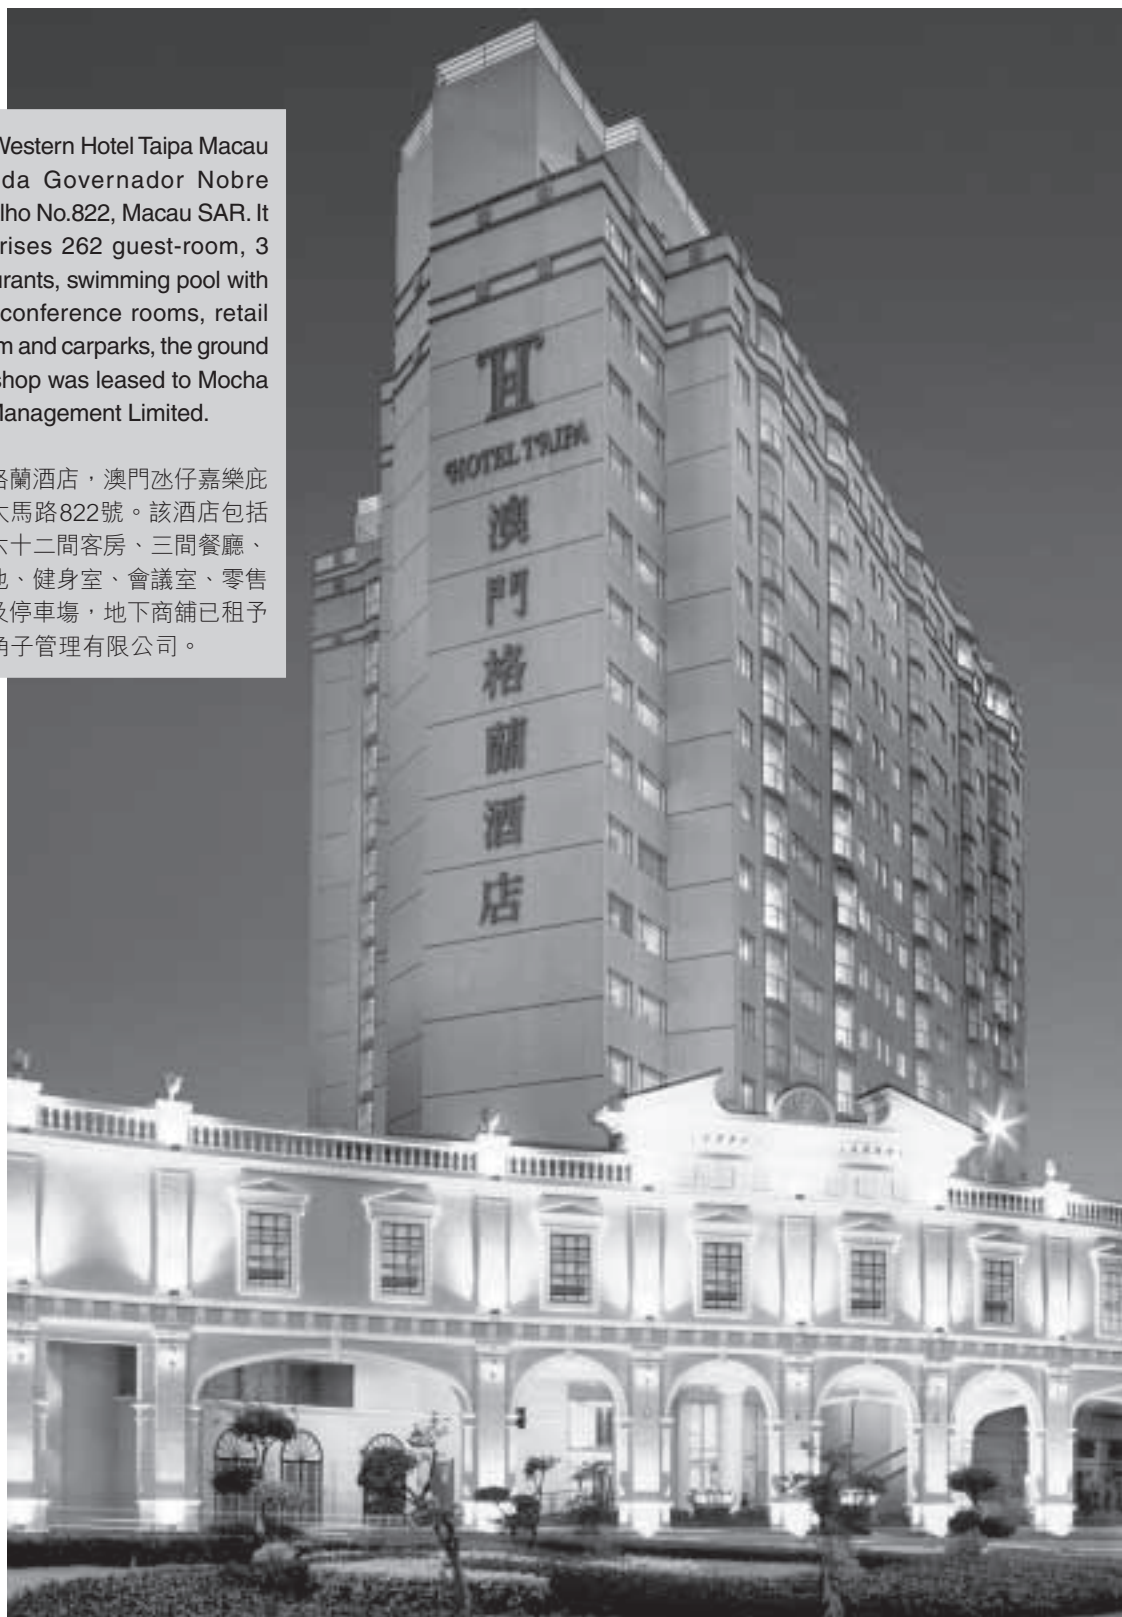 Western Hotel Taipa Macau
da Governador Nobre
lho No.822, Macau SAR. It
rises 262 guest-room, 3
urants, swimming pool with
conference rooms, retail
m and carparks, the ground
shop was leased to Mocha
Management Limited.
格蘭酒店，澳門氹仔嘉樂庇
大馬路822號。該酒店包括
六十二間客房、三間餐廳、
池、健身室、會議室、零售
及停車塲，地下商舖已租予
角子管理有限公司。
H
HOTEL TAIPA
澳門格蘭酒店